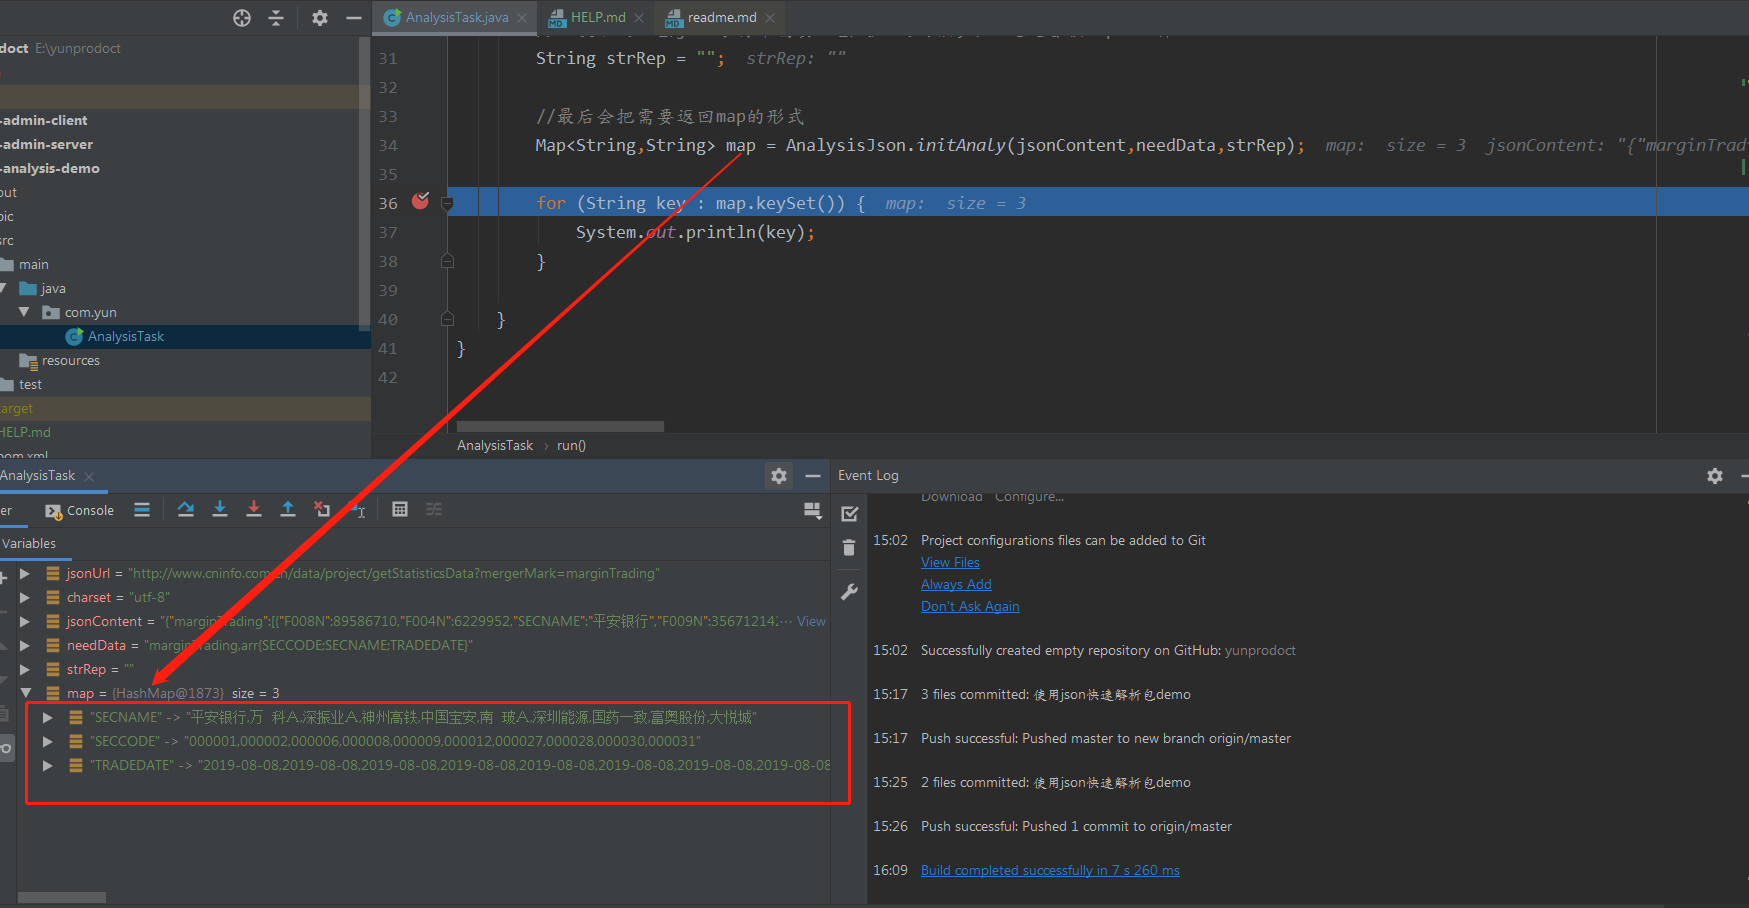 AnalysisTask.java
HELP.md
readme.md
doct E:\yunprodoct
-admin-client
-admin-server
-analysis-demo
out
src
main
java
com.yun
AnalysisTask
resources
test
target
HELP.md
pom.xml
31 String strRep = ""; strRep: ""
32
33 //最后会把需要返回map的形式
34 Map<String,String> map = AnalysisJson.initAnaly(jsonContent,needData,strRep); map: size = 3 jsonContent: "{"marginTrad
35
36 for (String key : map.keySet()) { map: size = 3
37 System.out.println(key);
38 }
39
40 }
41 }
42
AnalysisTask › run()
AnalysisTask
er Console
Variables
jsonUrl = "http://www.cninfo.com.cn/data/project/getStatisticsData?mergerMark=marginTrading"
charset = "utf-8"
jsonContent = "{"marginTrading":[{"F008N":89586710,"F004N":6229952,"SECNAME":"平安银行","F009N":356712142... View
needData = "marginTrading,arr{SECCODE;SECNAME;TRADEDATE}"
strRep = ""
map = {HashMap@1873} size = 3
"SECNAME" -> "平安银行,万 科Ａ,深振业Ａ,神州高铁,中国宝安,南 玻Ａ,深圳能源,国药一致,富奥股份,大悦城"
"SECCODE" -> "000001,000002,000006,000008,000009,000012,000027,000028,000030,000031"
"TRADEDATE" -> "2019-08-08,2019-08-08,2019-08-08,2019-08-08,2019-08-08,2019-08-08,2019-08-08,2019-08-08
Event Log
Download Configure...
15:02 Project configurations files can be added to Git
View Files
Always Add
Don't Ask Again
15:02 Successfully created empty repository on GitHub: yunprodoct
15:17 3 files committed: 使用json快速解析包demo
15:17 Push successful: Pushed master to new branch origin/master
15:25 2 files committed: 使用json快速解析包demo
15:26 Push successful: Pushed 1 commit to origin/master
16:09 Build completed successfully in 7 s 260 ms